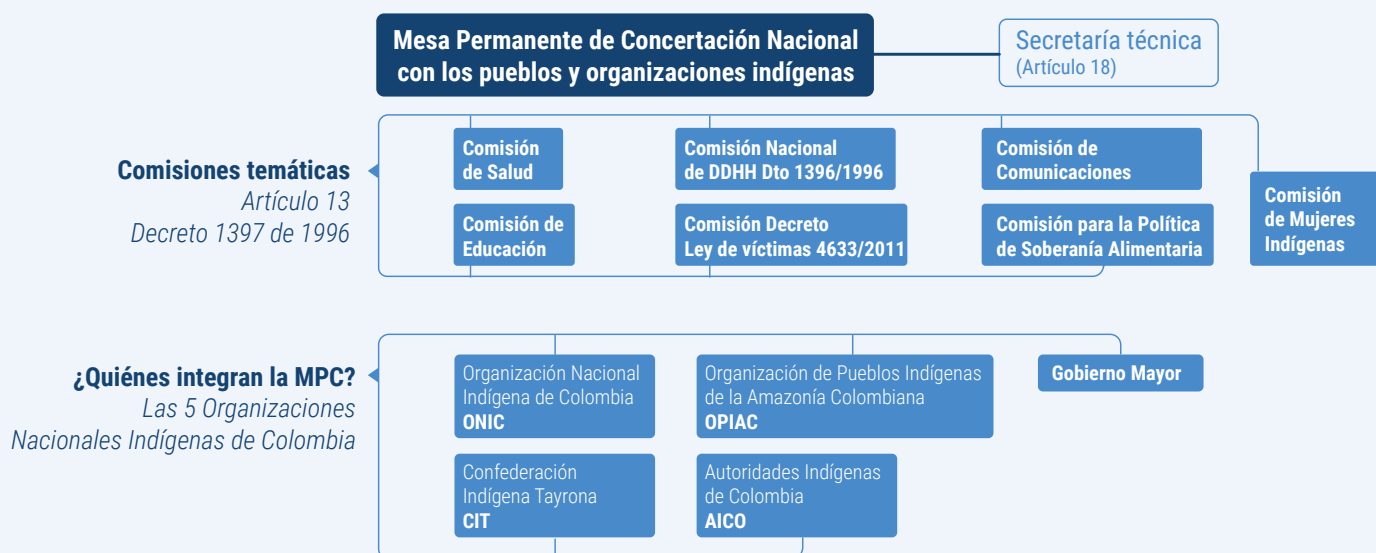 Mesa Permanente de Concertación Nacional
con los pueblos y organizaciones indígenas
Secretaría técnica
(Artículo 18)
Comisiones temáticas
Artículo 13
Decreto 1397 de 1996
Comisión
de Salud
Comisión Nacional
de DDHH Dto 1396/1996
Comisión de
Comunicaciones
Comisión
de Mujeres
Indígenas
Comisión de
Educación
Comisión Decreto
Ley de víctimas 4633/2011
Comisión para la Política
de Soberanía Alimentaria
¿Quiénes integran la MPC?
Las 5 Organizaciones
Nacionales Indígenas de Colombia
Organización Nacional
Indígena de Colombia
ONIC
Organización de Pueblos Indígenas
de la Amazonía Colombiana
OPIAC
Gobierno Mayor
Confederación
Indígena Tayrona
CIT
Autoridades Indígenas
de Colombia
AICO